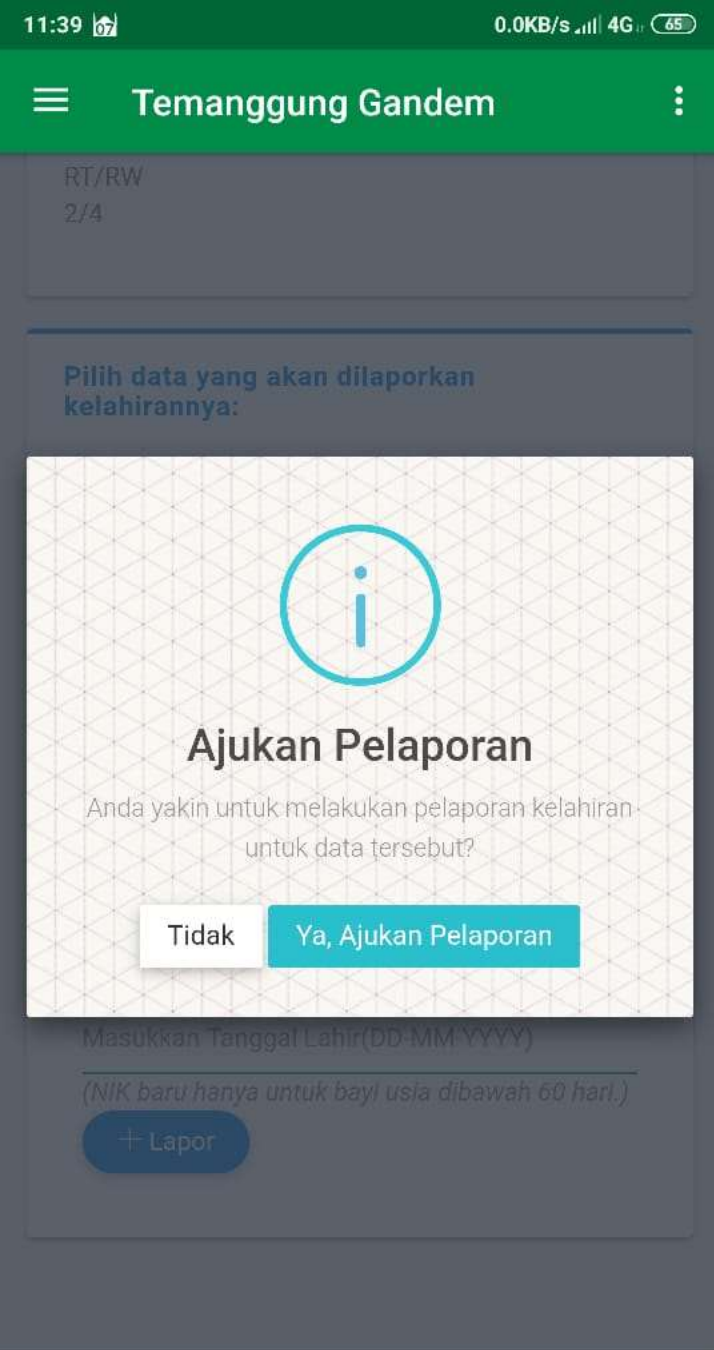 11:39 07 0.0KB/s 4G 65
Temanggung Gandem
RT/RW
2/4
Pilih data yang akan dilaporkan
kelahirannya:
Ajukan Pelaporan
Anda yakin untuk melakukan pelaporan kelahiran
untuk data tersebut?
Tidak Ya, Ajukan Pelaporan
Masukkan Tanggal Lahir(DD-MM-YYYY)
(NIK baru hanya untuk bayi usia dibawah 60 hari.)
+ Lapor